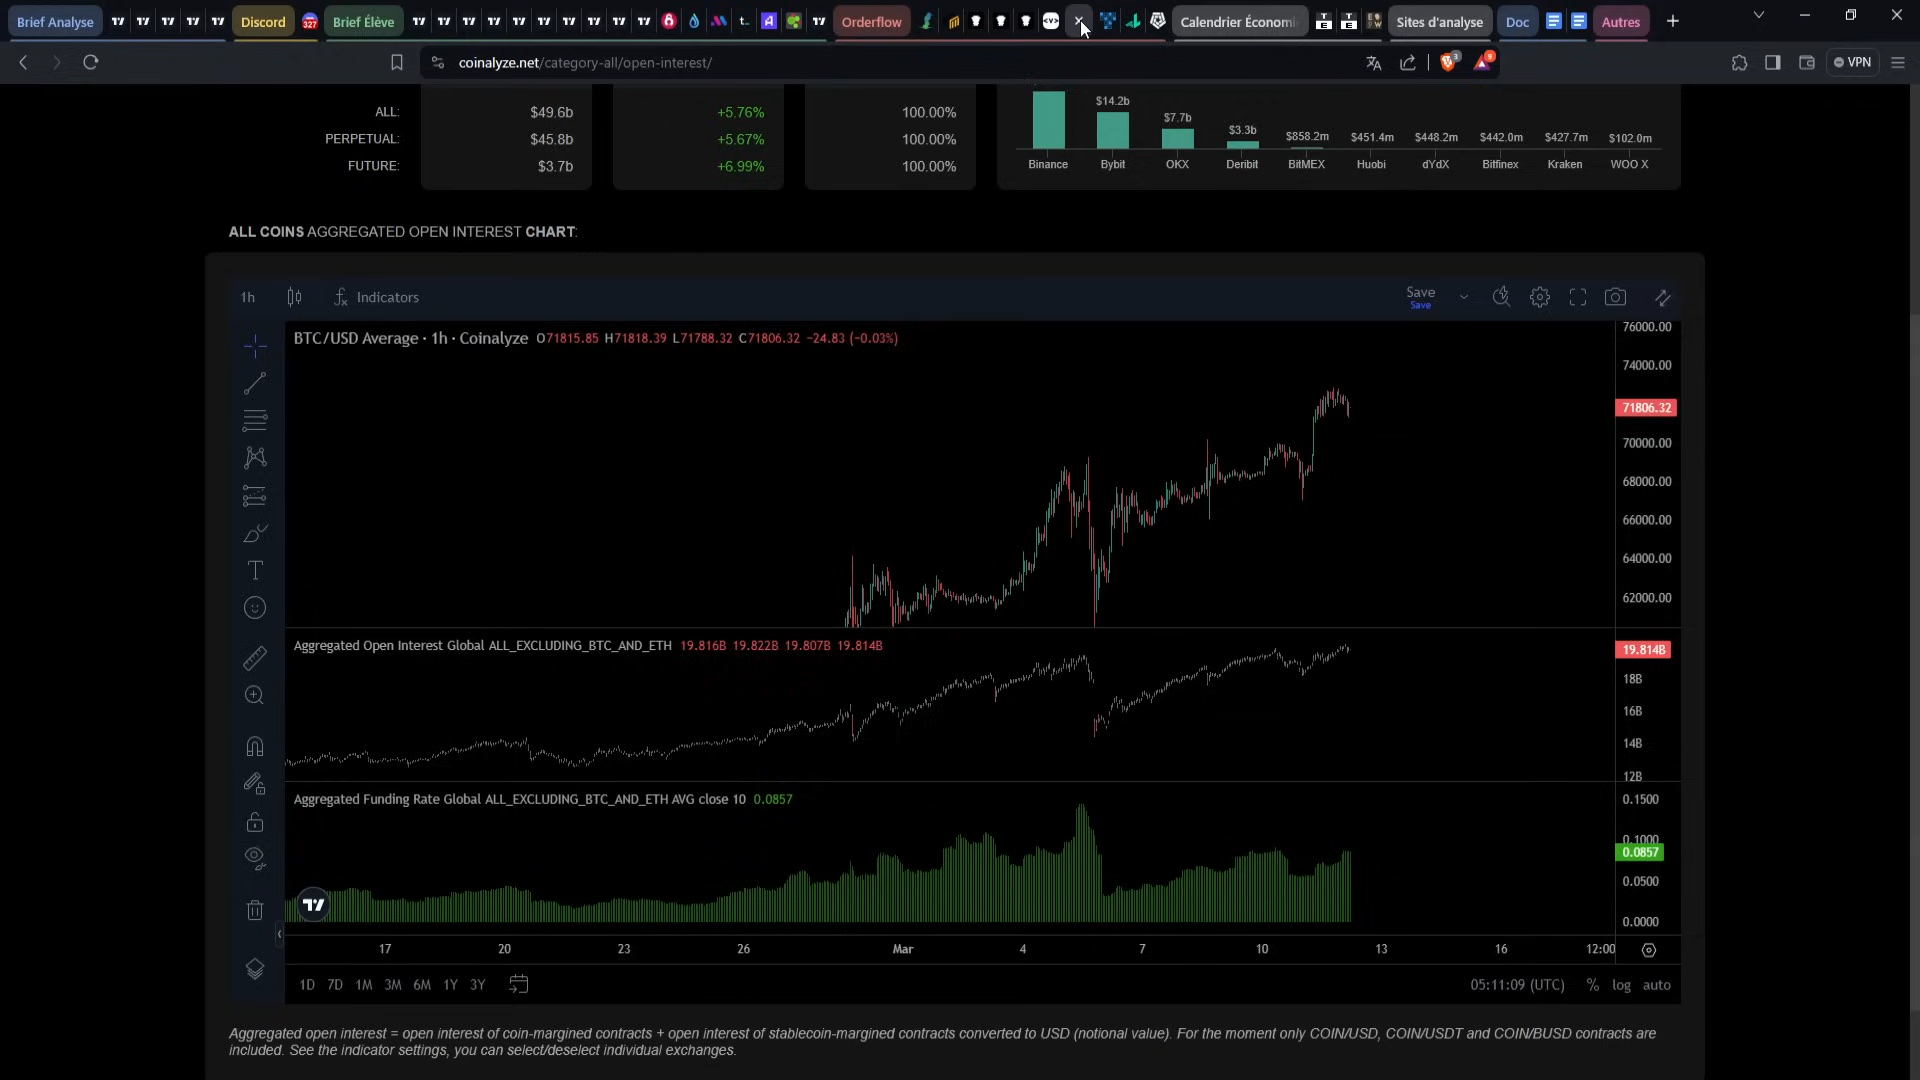 Brief Analyse
Discord
327
Brief Élève
Orderflow
Calendrier Économi
Sites d'analyse
Doc
Autres
coinalyze.net/category-all/open-interest/
3
9
VPN
ALL: $49.6b +5.76% 100.00%
PERPETUAL: $45.8b +5.67% 100.00%
FUTURE: $3.7b +6.99% 100.00%
$14.2b $7.7b $3.3b $858.2m $451.4m $448.2m $442.0m $427.7m $102.0m
Binance Bybit OKX Deribit BitMEX Huobi dYdX Bitfinex Kraken WOO X
ALL COINS AGGREGATED OPEN INTEREST CHART:
1h Indicators Save
Save
BTC/USD Average · 1h · Coinalyze O71815.85 H71818.39 L71788.32 C71806.32 −24.83 (−0.03%)
76000.00
74000.00
71806.32
70000.00
68000.00
66000.00
64000.00
62000.00
Aggregated Open Interest Global ALL_EXCLUDING_BTC_AND_ETH 19.816B 19.822B 19.807B 19.814B
19.814B
18B
16B
14B
12B
Aggregated Funding Rate Global ALL_EXCLUDING_BTC_AND_ETH AVG close 10 0.0857
0.1500
0.1000
0.0857
0.0500
0.0000
17 20 23 26 Mar 4 7 10 13 16 12:00
1D 7D 1M 3M 6M 1Y 3Y 05:11:09 (UTC) % log auto
Aggregated open interest = open interest of coin-margined contracts + open interest of stablecoin-margined contracts converted to USD (notional value). For the moment only COIN/USD, COIN/USDT and COIN/BUSD contracts are
included. See the indicator settings, you can select/deselect individual exchanges.